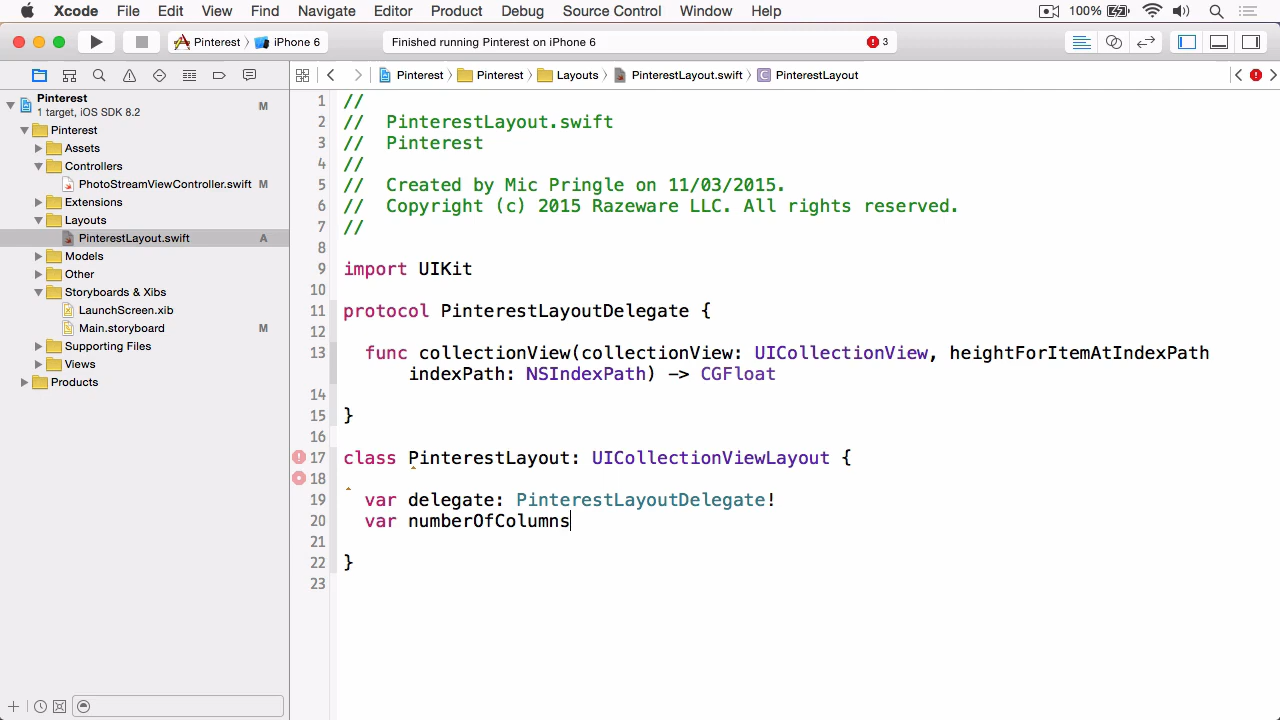 Xcode File Edit View Find Navigate Editor Product Debug Source Control Window Help 100%
Pinterest iPhone 6 Finished running Pinterest on iPhone 6 3
Pinterest Pinterest Layouts PinterestLayout.swift C PinterestLayout
Pinterest M
1 target, iOS SDK 8.2
Pinterest
Assets
Controllers
PhotoStreamViewController.swift M
Extensions
Layouts
PinterestLayout.swift A
Models
Other
Storyboards & Xibs
LaunchScreen.xib
Main.storyboard M
Supporting Files
Views
Products
1 //
2 //  PinterestLayout.swift
3 //  Pinterest
4 //
5 //  Created by Mic Pringle on 11/03/2015.
6 //  Copyright (c) 2015 Razeware LLC. All rights reserved.
7 //
8
9 import UIKit
10
11 protocol PinterestLayoutDelegate {
12
13   func collectionView(collectionView: UICollectionView, heightForItemAtIndexPath
indexPath: NSIndexPath) -> CGFloat
14
15 }
16
17 class PinterestLayout: UICollectionViewLayout {
18
19   var delegate: PinterestLayoutDelegate!
20   var numberOfColumns
21
22 }
23